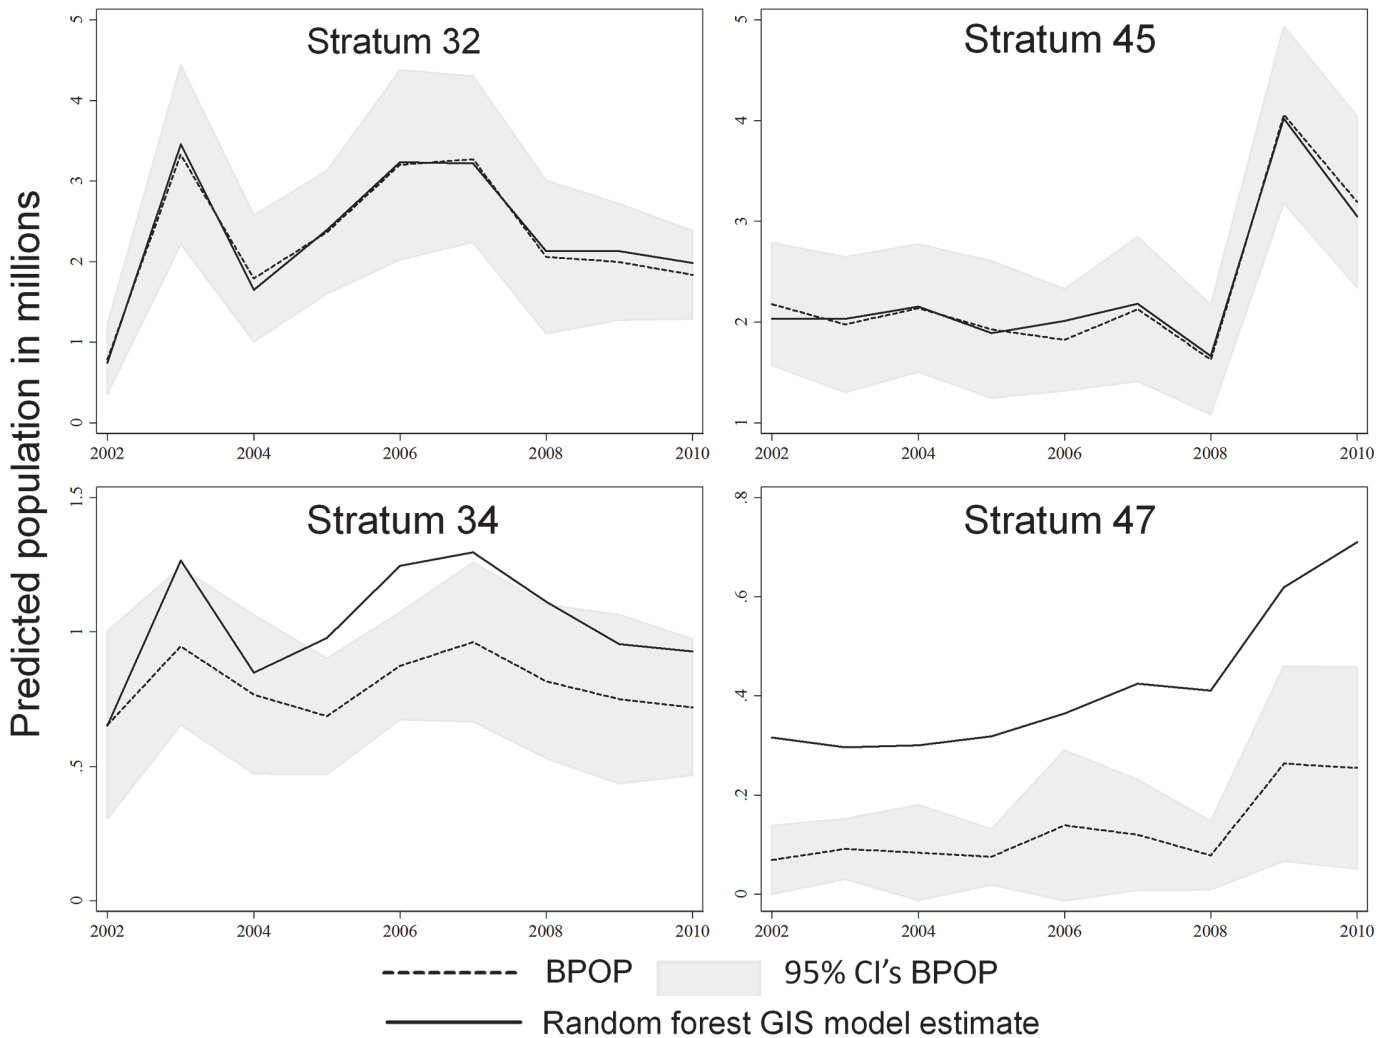 Predicted population in millions
Stratum 32
5
4
3
2
1
0
2002 2004 2006 2008 2010
Stratum 45
5
4
3
2
1
2002 2004 2006 2008 2010
Stratum 34
1.5
1
.5
0
2002 2004 2006 2008 2010
Stratum 47
.8
.6
.4
.2
0
2002 2004 2006 2008 2010
BPOP 95% CI’s BPOP
Random forest GIS model estimate